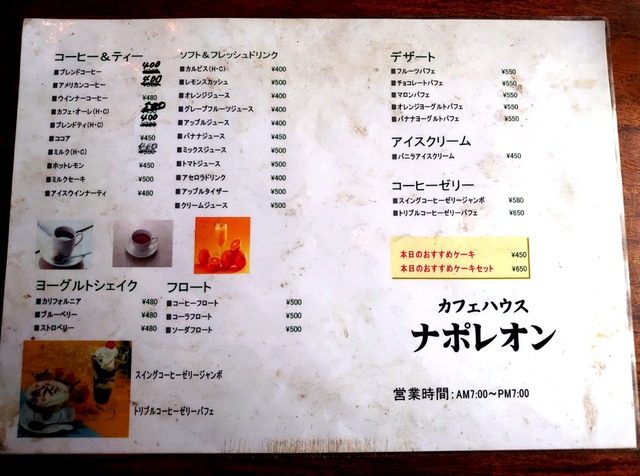 コーヒー＆ティー
■ブレンドコーヒー 400
■アメリカンコーヒー 400
■ウインナーコーヒー ¥480
■カフェ・オーレ(H・C)
■ブレンドティ(H・C) 400
■ココア ¥450
■ミルク(H・C)
■ホットレモン ¥450
■ミルクセーキ ¥500
■アイスウインナーティ ¥480
ソフト＆フレッシュドリンク
■カルピス(H・C) ¥400
■レモンスカッシュ ¥500
■オレンジジュース ¥400
■グレープフルーツジュース ¥400
■アップルジュース ¥400
■バナナジュース ¥450
■ミックスジュース ¥500
■トマトジュース ¥400
■アセロラドリンク ¥400
■アップルタイザー ¥500
■クリームジュース ¥500
ヨーグルトシェイク
■カリフォルニア ¥480
■ブルーベリー ¥480
■ストロベリー ¥480
フロート
■コーヒーフロート ¥500
■コーラフロート ¥500
■ソーダフロート ¥500
スイングコーヒーゼリージャンボ
トリプルコーヒーゼリーパフェ
デザート
■フルーツパフェ ¥550
■チョコレートパフェ ¥550
■マロンパフェ ¥550
■オレンジヨーグルトパフェ ¥550
■バナナヨーグルトパフェ ¥550
アイスクリーム
■バニラアイスクリーム ¥450
コーヒーゼリー
■スイングコーヒーゼリージャンボ ¥580
■トリプルコーヒーゼリーパフェ ¥650
本日のおすすめケーキ ¥450
本日のおすすめケーキセット ¥650
カフェハウス
ナポレオン
営業時間：AM7:00～PM7:00